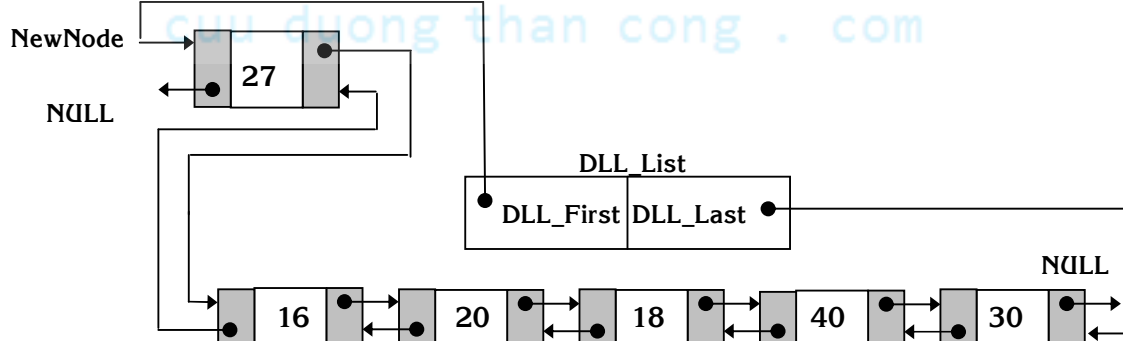 cuu duong than cong . com
NewNode
27
NULL
DLL_List
DLL_First DLL_Last
NULL
16 20 18 40 30